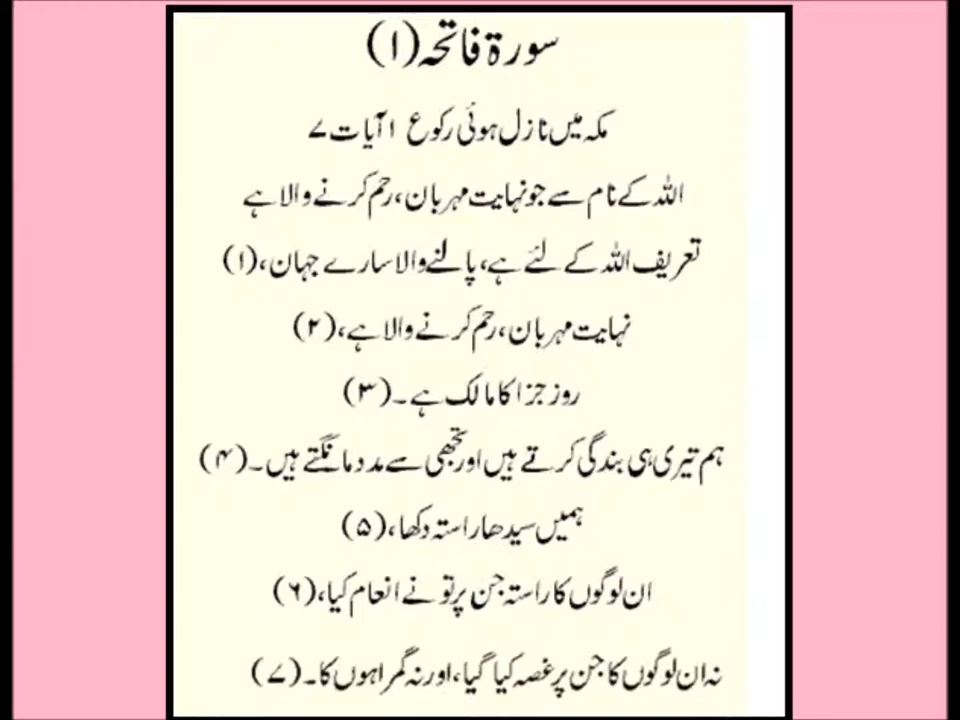 سورۃ فاتحہ (۱)
مکہ میں نازل ہوئی رکوع ۱ آیات ۷
اللہ کے نام سے جو نہایت مہربان، رحم کرنے والا ہے
تعریف اللہ کے لئے ہے، پالنے والا سارے جہان، (۱)
نہایت مہربان، رحم کرنے والا ہے، (۲)
روز جزا کا مالک ہے۔ (۳)
ہم تیری ہی بندگی کرتے ہیں اور تجھی سے مدد مانگتے ہیں۔ (۴)
ہمیں سیدھا راستہ دکھا، (۵)
ان لوگوں کا راستہ جن پر تو نے انعام کیا، (۶)
نہ ان لوگوں کا جن پر غصہ کیا گیا، اور نہ گمراہوں کا۔ (۷)